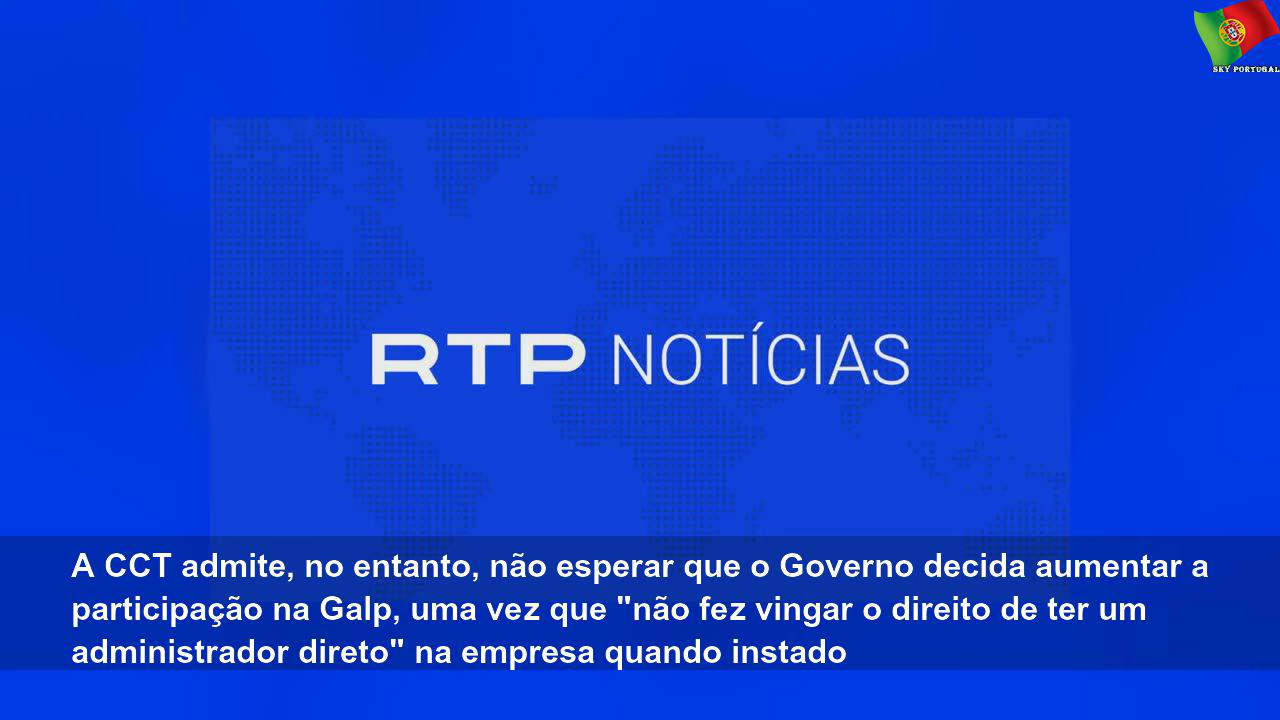 SKY PORTUGAL
RTP NOTÍCIAS
A CCT admite, no entanto, não esperar que o Governo decida aumentar a
participação na Galp, uma vez que "não fez vingar o direito de ter um
administrador direto" na empresa quando instado